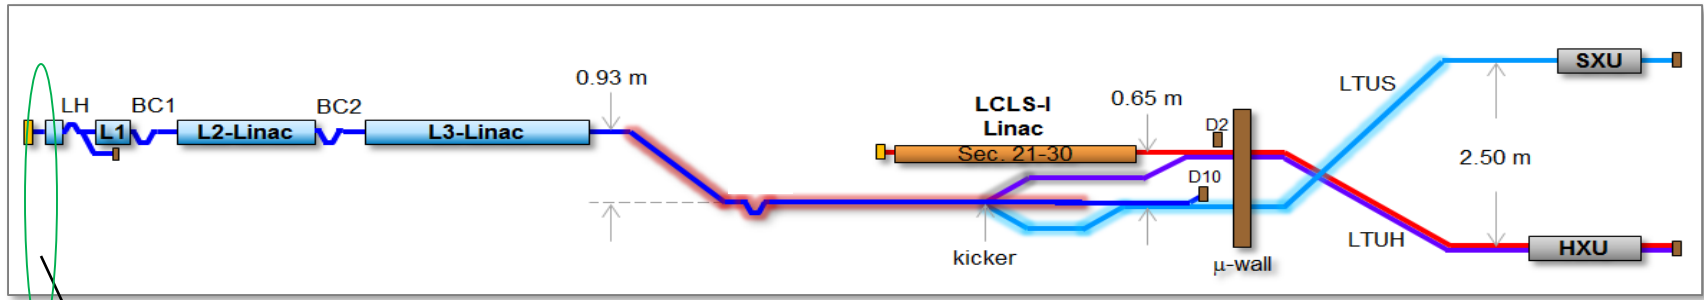 LH
BC1
BC2
L1
L2-Linac
L3-Linac
0.93 m
LCLS-I
Linac
Sec. 21-30
0.65 m
D2
D10
kicker
μ-wall
LTUS
LTUH
SXU
2.50 m
HXU